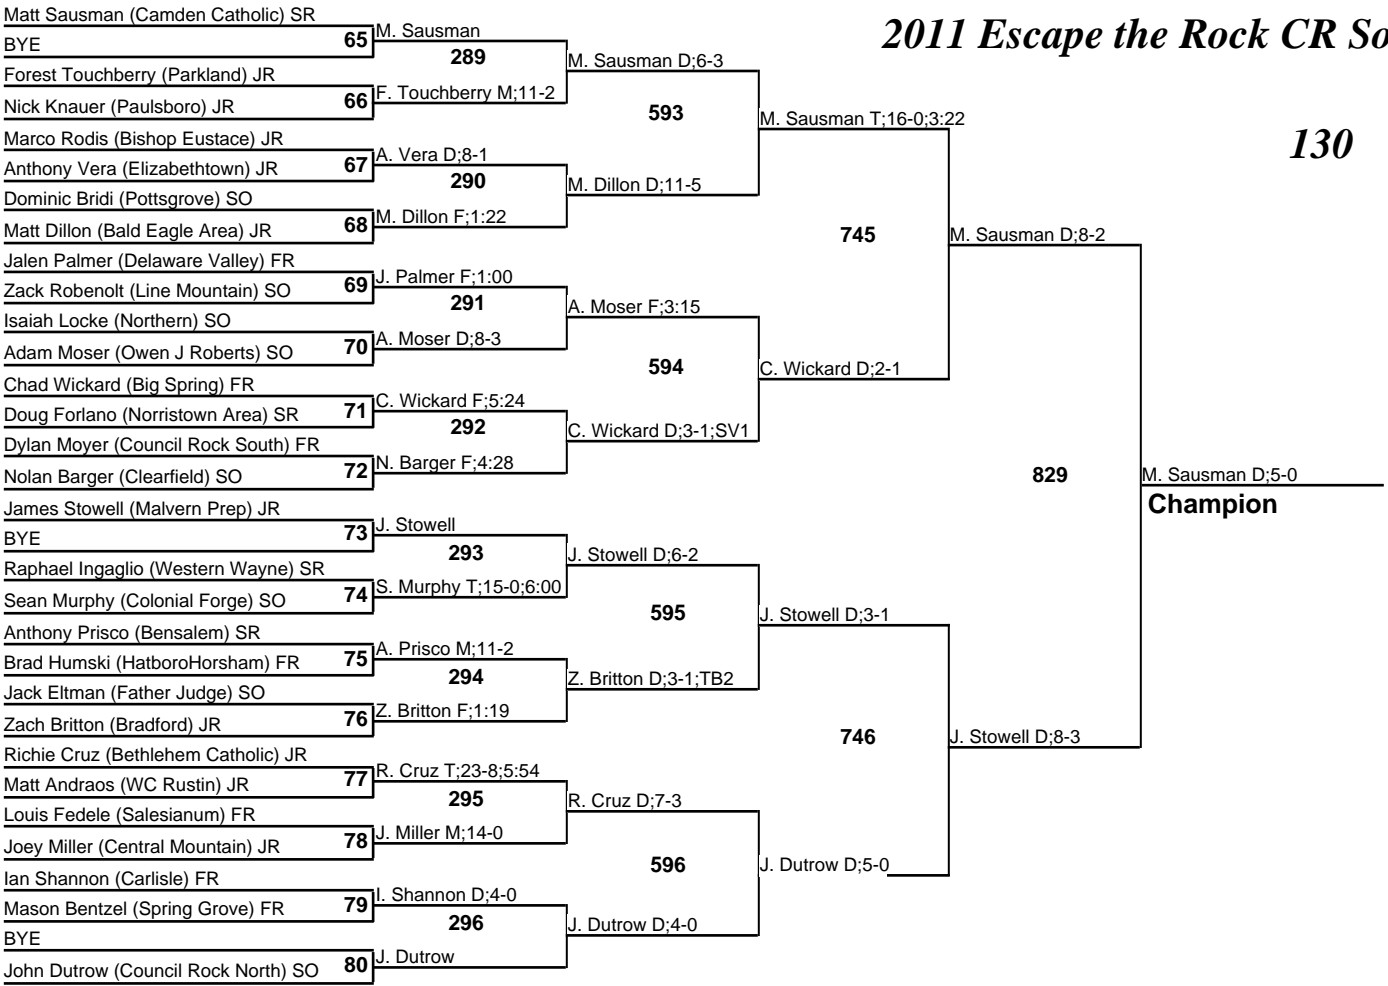 2011 Escape the Rock CR So
130
Matt Sausman (Camden Catholic) SR
BYE
65
M. Sausman
289
Forest Touchberry (Parkland) JR
Nick Knauer (Paulsboro) JR
66
F. Touchberry M;11-2
M. Sausman D;6-3
593
Marco Rodis (Bishop Eustace) JR
Anthony Vera (Elizabethtown) JR
67
A. Vera D;8-1
290
Dominic Bridi (Pottsgrove) SO
Matt Dillon (Bald Eagle Area) JR
68
M. Dillon F;1:22
M. Dillon D;11-5
M. Sausman T;16-0;3:22
745
Jalen Palmer (Delaware Valley) FR
Zack Robenolt (Line Mountain) SO
69
J. Palmer F;1:00
291
Isaiah Locke (Northern) SO
Adam Moser (Owen J Roberts) SO
70
A. Moser D;8-3
A. Moser F;3:15
594
Chad Wickard (Big Spring) FR
Doug Forlano (Norristown Area) SR
71
C. Wickard F;5:24
292
Dylan Moyer (Council Rock South) FR
Nolan Barger (Clearfield) SO
72
N. Barger F;4:28
C. Wickard D;3-1;SV1
C. Wickard D;2-1
M. Sausman D;8-2
829
M. Sausman D;5-0
Champion
James Stowell (Malvern Prep) JR
BYE
73
J. Stowell
293
Raphael Ingaglio (Western Wayne) SR
Sean Murphy (Colonial Forge) SO
74
S. Murphy T;15-0;6:00
J. Stowell D;6-2
595
Anthony Prisco (Bensalem) SR
Brad Humski (HatboroHorsham) FR
75
A. Prisco M;11-2
294
Jack Eltman (Father Judge) SO
Zach Britton (Bradford) JR
76
Z. Britton F;1:19
Z. Britton D;3-1;TB2
J. Stowell D;3-1
746
J. Stowell D;8-3
Richie Cruz (Bethlehem Catholic) JR
Matt Andraos (WC Rustin) JR
77
R. Cruz T;23-8;5:54
295
Louis Fedele (Salesianum) FR
Joey Miller (Central Mountain) JR
78
J. Miller M;14-0
R. Cruz D;7-3
596
Ian Shannon (Carlisle) FR
Mason Bentzel (Spring Grove) FR
79
I. Shannon D;4-0
296
BYE
John Dutrow (Council Rock North) SO
80
J. Dutrow
J. Dutrow D;4-0
J. Dutrow D;5-0